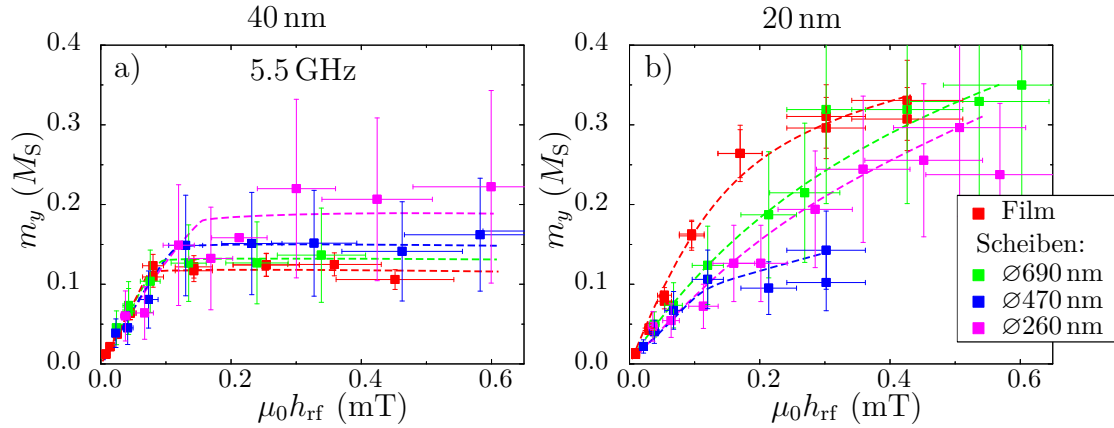 40 nm
20 nm
a)
5.5 GHz
b)
m_y (M_S)
0.4
0.3
0.2
0.1
0.0
0.0 0.2 0.4 0.6
μ₀h_rf (mT)
m_y (M_S)
0.4
0.3
0.2
0.1
0.0
0.0 0.2 0.4 0.6
μ₀h_rf (mT)
Film
Scheiben:
∅690 nm
∅470 nm
∅260 nm